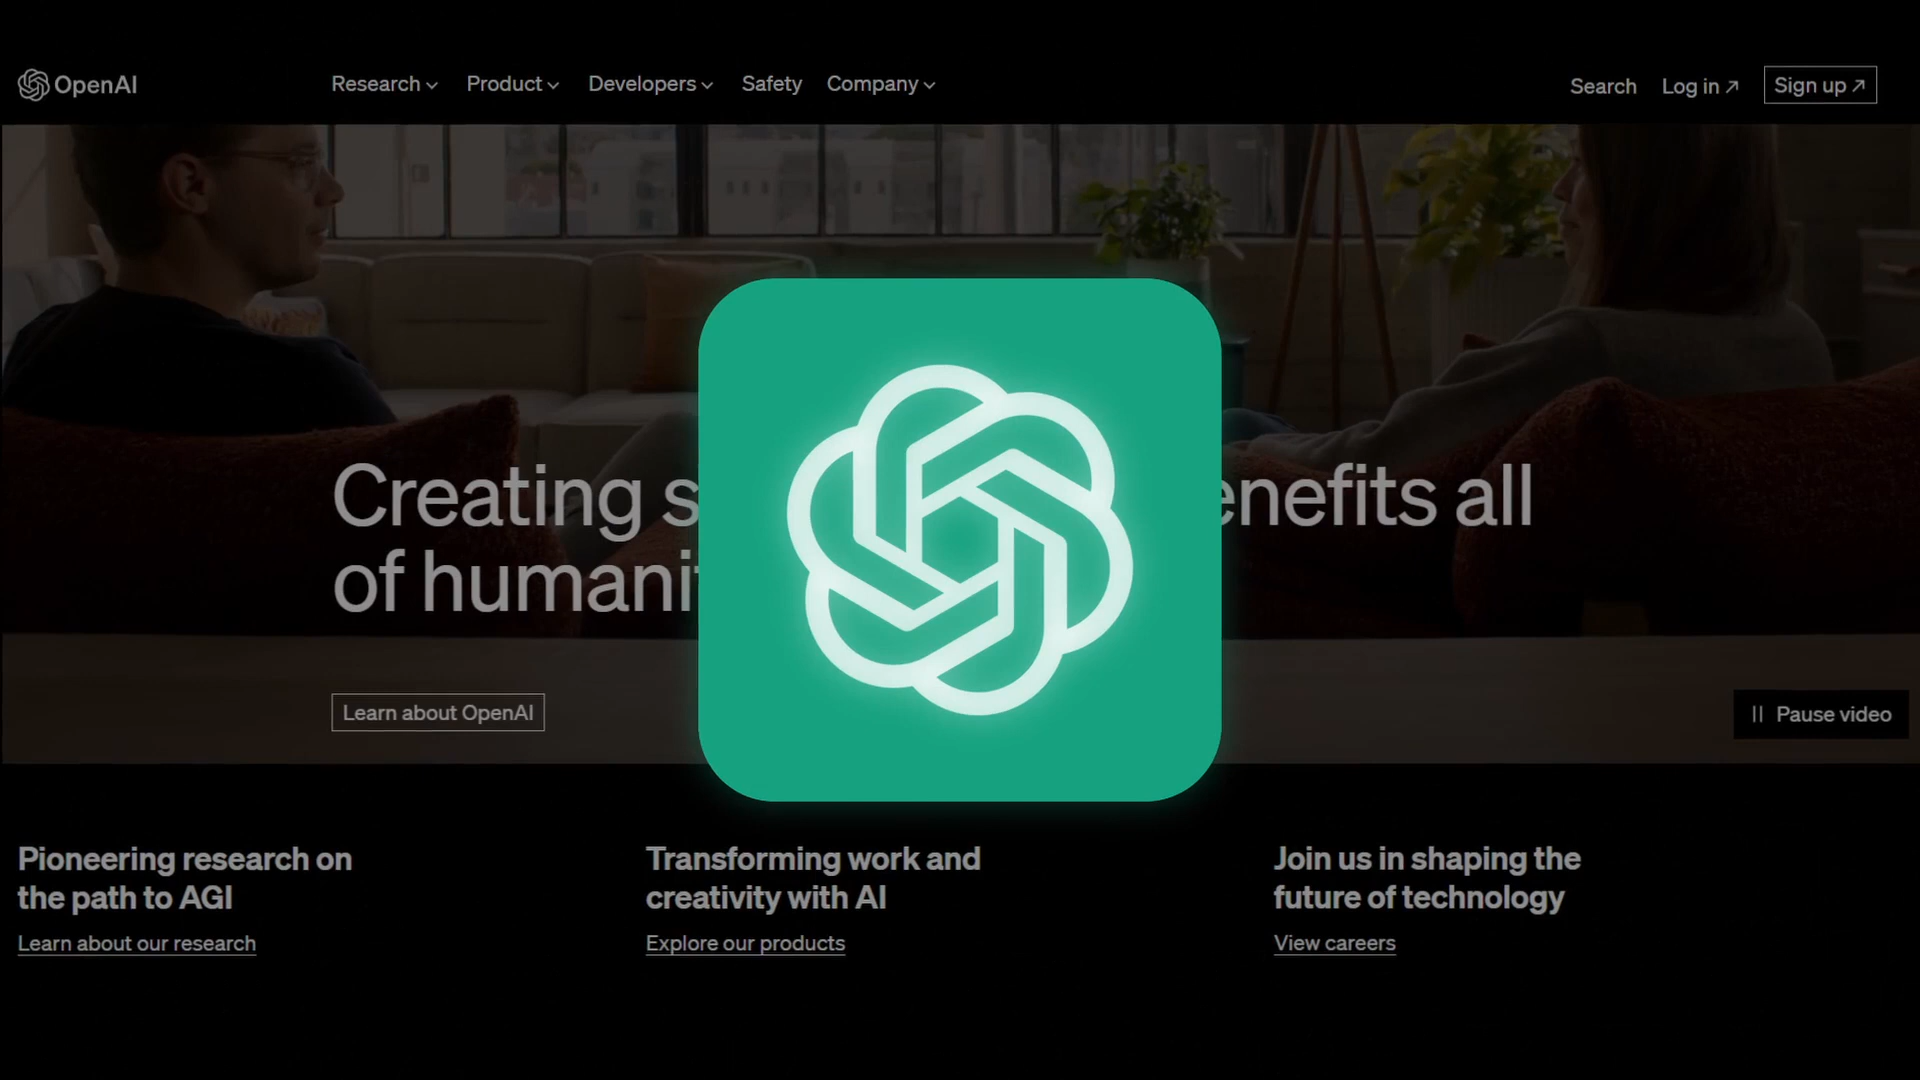 OpenAI
Research
Product
Developers
Safety
Company
Search
Log in
Sign up
Creating enefits all
of humani
Learn about OpenAI
Pause video
Pioneering research on
the path to AGI
Learn about our research
Transforming work and
creativity with AI
Explore our products
Join us in shaping the
future of technology
View careers